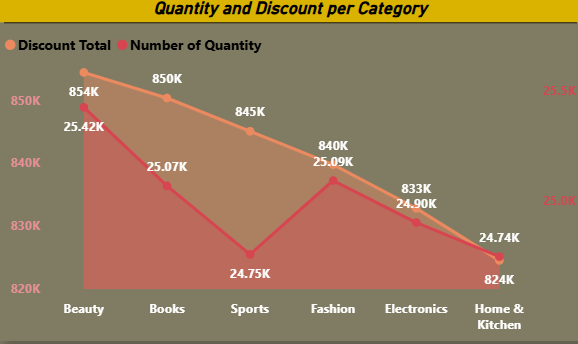 Quantity and Discount per Category
Discount Total Number of Quantity
850K
840K
830K
820K
25.5K
25.0K
854K
850K
845K
840K
833K
824K
25.42K
25.07K
24.75K
25.09K
24.90K
24.74K
Beauty Books Sports Fashion Electronics Home &
Kitchen